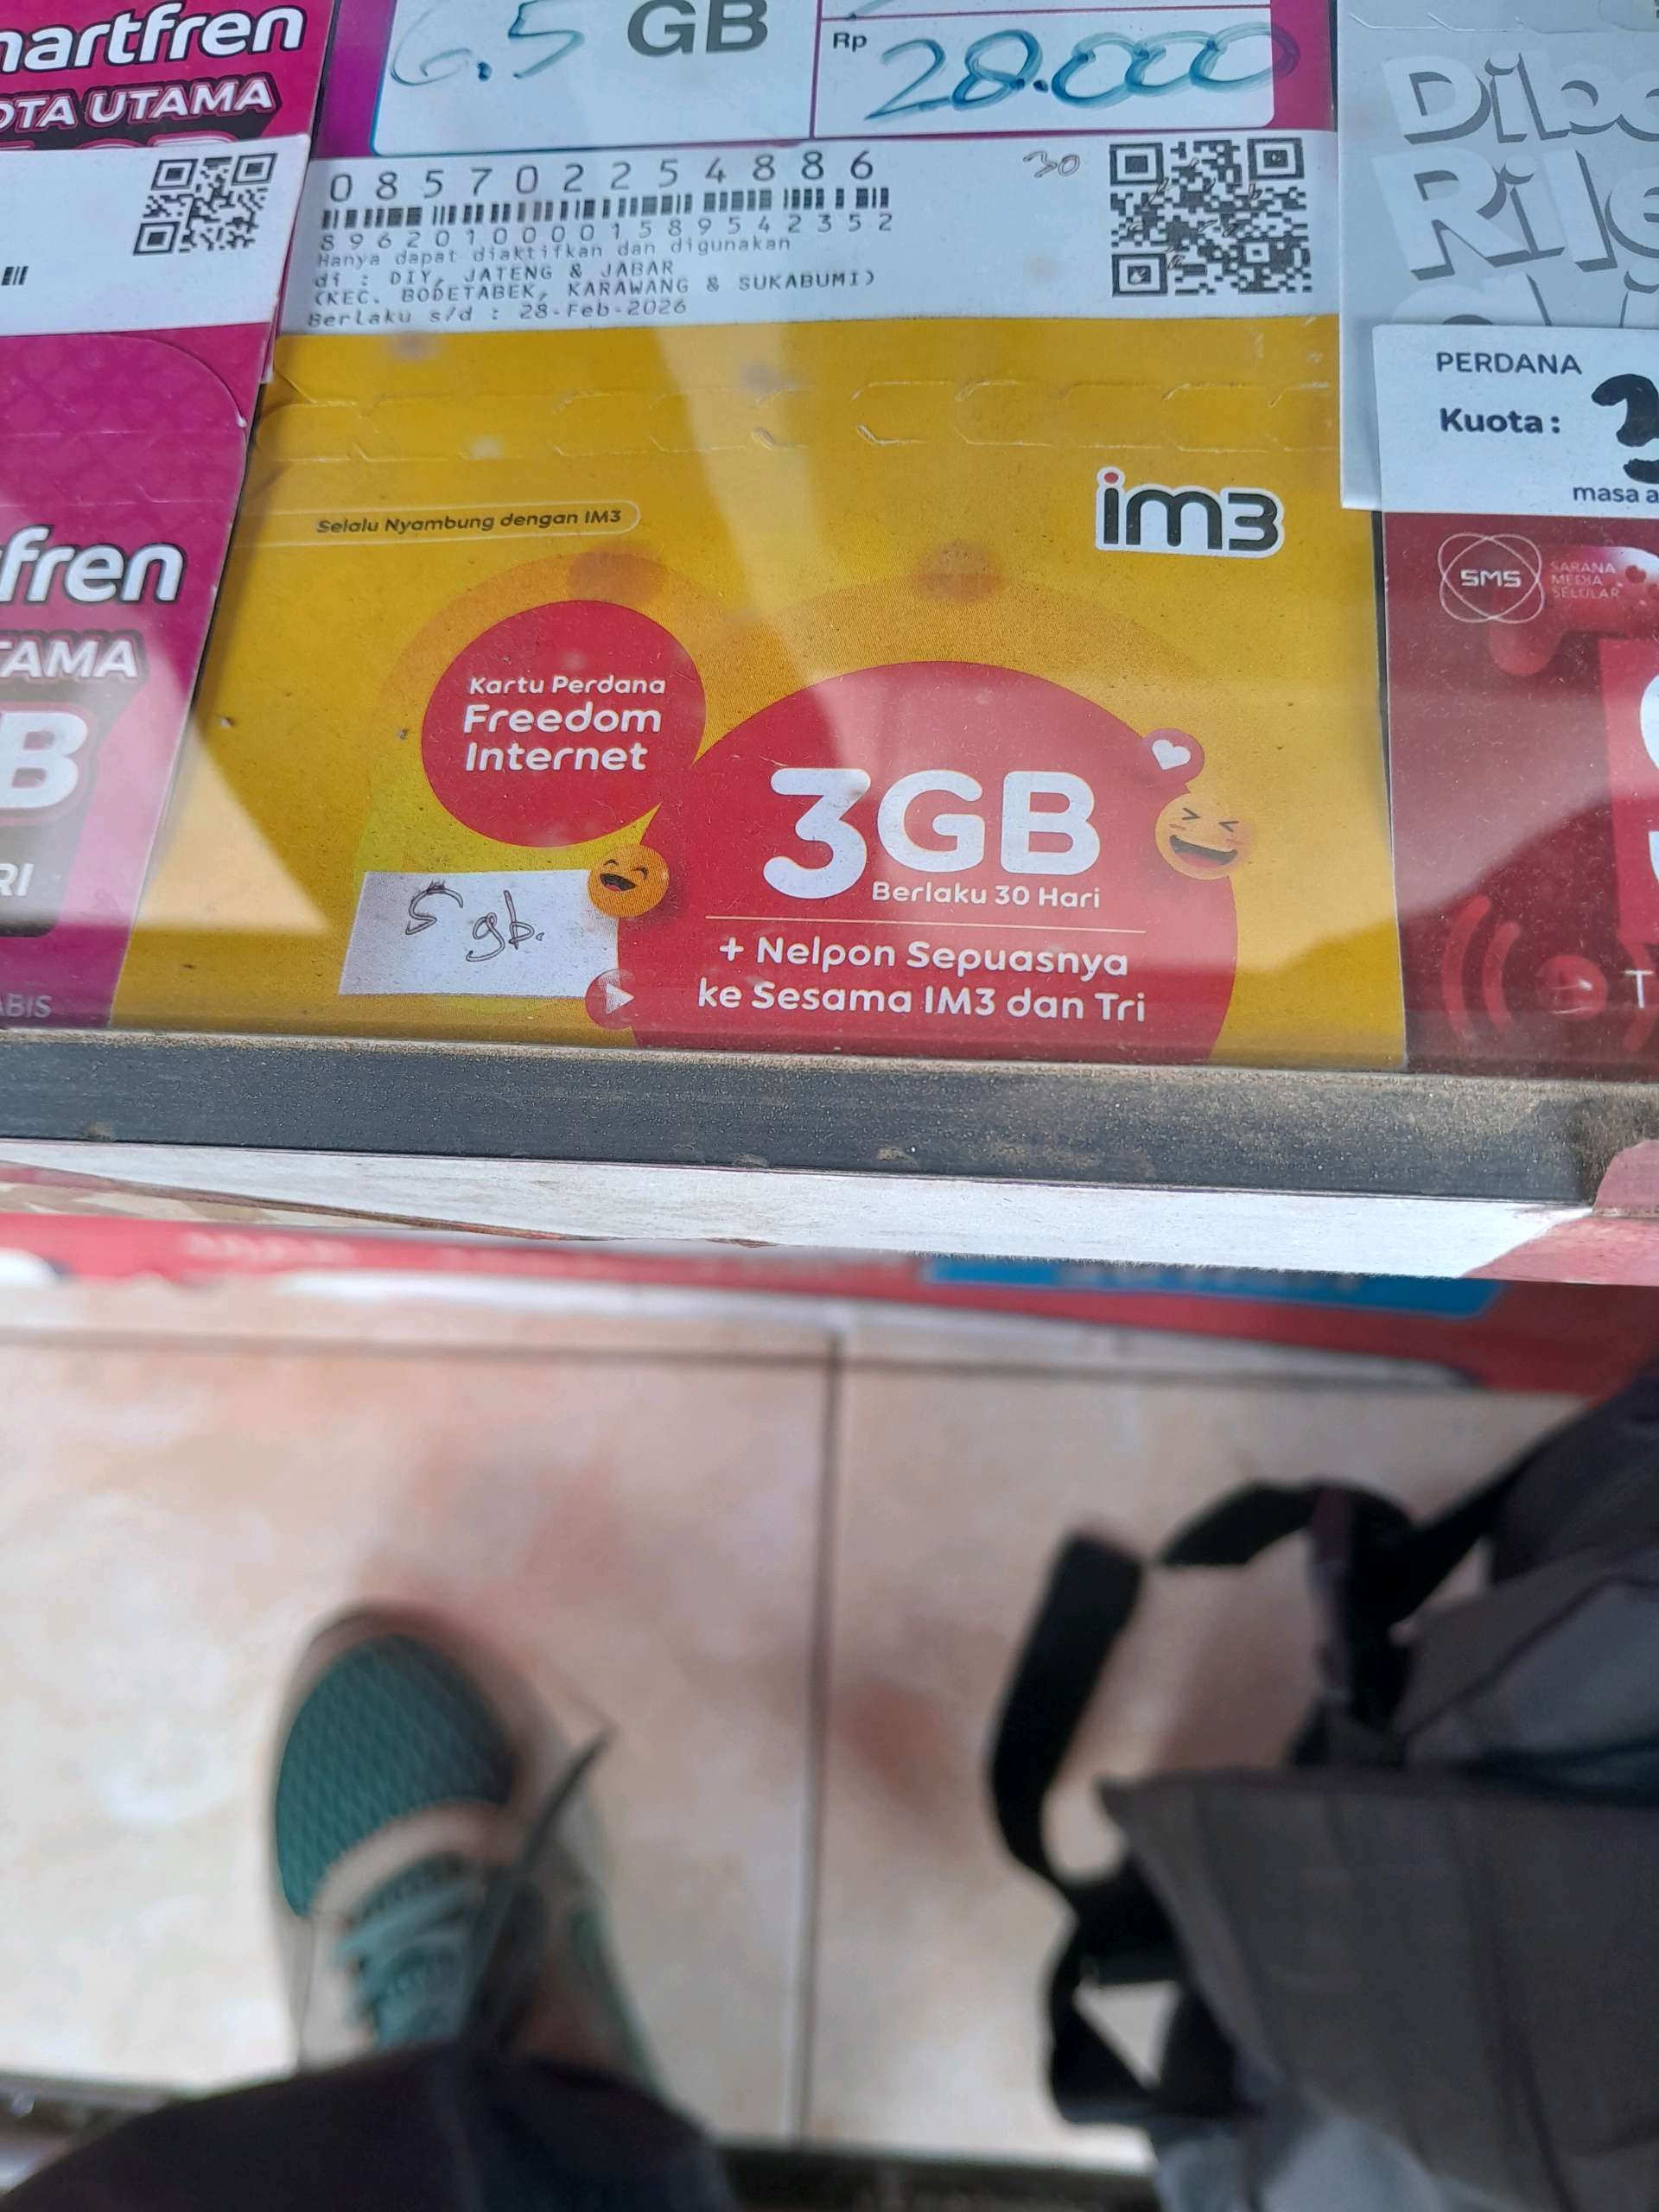 martfren
OTA UTAMA
6.5 GB
Rp 28.000
085702254886
30
89620100001589542352
Hanya dapat diaktifkan dan digunakan
di : DIY, JATENG & JABAR
(KEC. BODETABEK, KARAWANG & SUKABUMI)
Berlaku s/d : 28-Feb-2026
Selalu Nyambung dengan IM3
im3
Kartu Perdana
Freedom
Internet
3GB
Berlaku 30 Hari
+ Nelpon Sepuasnya
ke Sesama IM3 dan Tri
5 gb.
fren
TAMA
B
RI
ABIS
PERDANA
Kuota :
masa a
SMS
SARANA
MEDIA
SELULAR
T